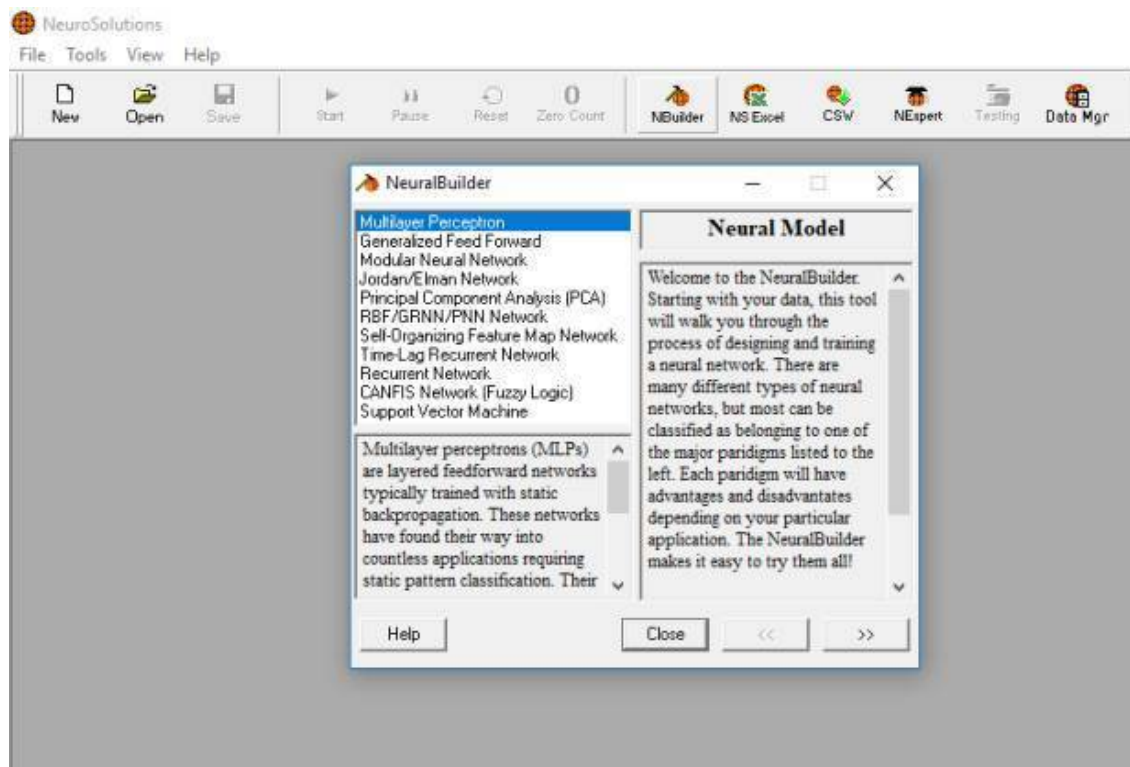 NeuroSolutions
File Tools View Help
New Open Save Start Pause Reset Zero Count NBuilder NS Excel CSW NExpert Testing Data Mgr
NeuralBuilder
Multilayer Perceptron
Generalized Feed Forward
Modular Neural Network
Jordan/Elman Network
Principal Component Analysis (PCA)
RBF/GRNN/PNN Network
Self-Organizing Feature Map Network
Time-Lag Recurrent Network
Recurrent Network
CANFIS Network (Fuzzy Logic)
Support Vector Machine
Multilayer perceptrons (MLPs)
are layered feedforward networks
typically trained with static
backpropagation. These networks
have found their way into
countless applications requiring
static pattern classification. Their
Neural Model
Welcome to the NeuralBuilder.
Starting with your data, this tool
will walk you through the
process of designing and training
a neural network. There are
many different types of neural
networks, but most can be
classified as belonging to one of
the major paridigms listed to the
left. Each paridigm will have
advantages and disadvantates
depending on your particular
application. The NeuralBuilder
makes it easy to try them all!
Help Close << >>